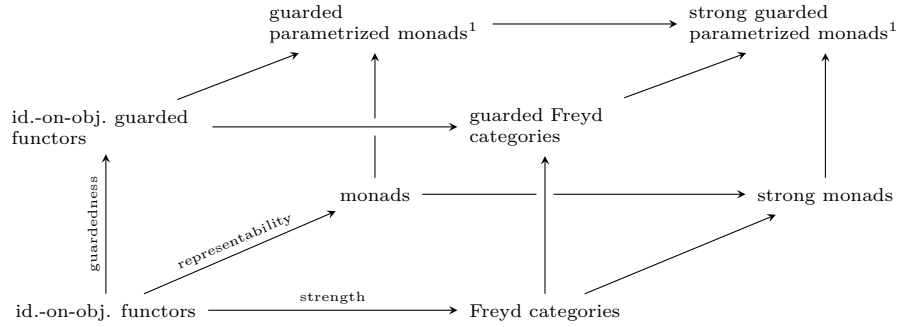 guarded
parametrized monads¹
strong guarded
parametrized monads¹
id.-on-obj. guarded
functors
guarded Freyd
categories
guardedness
monads
strong monads
representability
id.-on-obj. functors
strength
Freyd categories